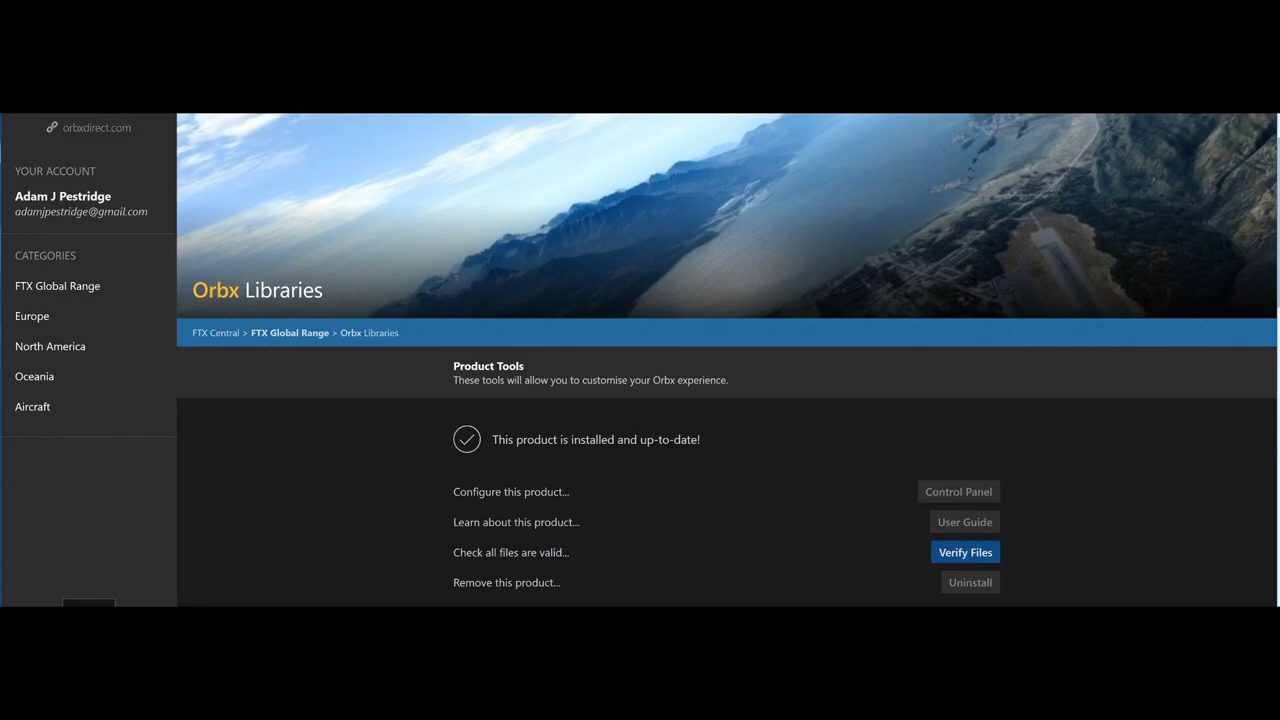 orbxdirect.com
YOUR ACCOUNT
Adam J Pestridge
adamjpestridge@gmail.com
CATEGORIES
FTX Global Range
Europe
North America
Oceania
Aircraft
Orbx Libraries
FTX Central > FTX Global Range > Orbx Libraries
Product Tools
These tools will allow you to customise your Orbx experience.
This product is installed and up-to-date!
Configure this product... Control Panel
Learn about this product... User Guide
Check all files are valid... Verify Files
Remove this product... Uninstall